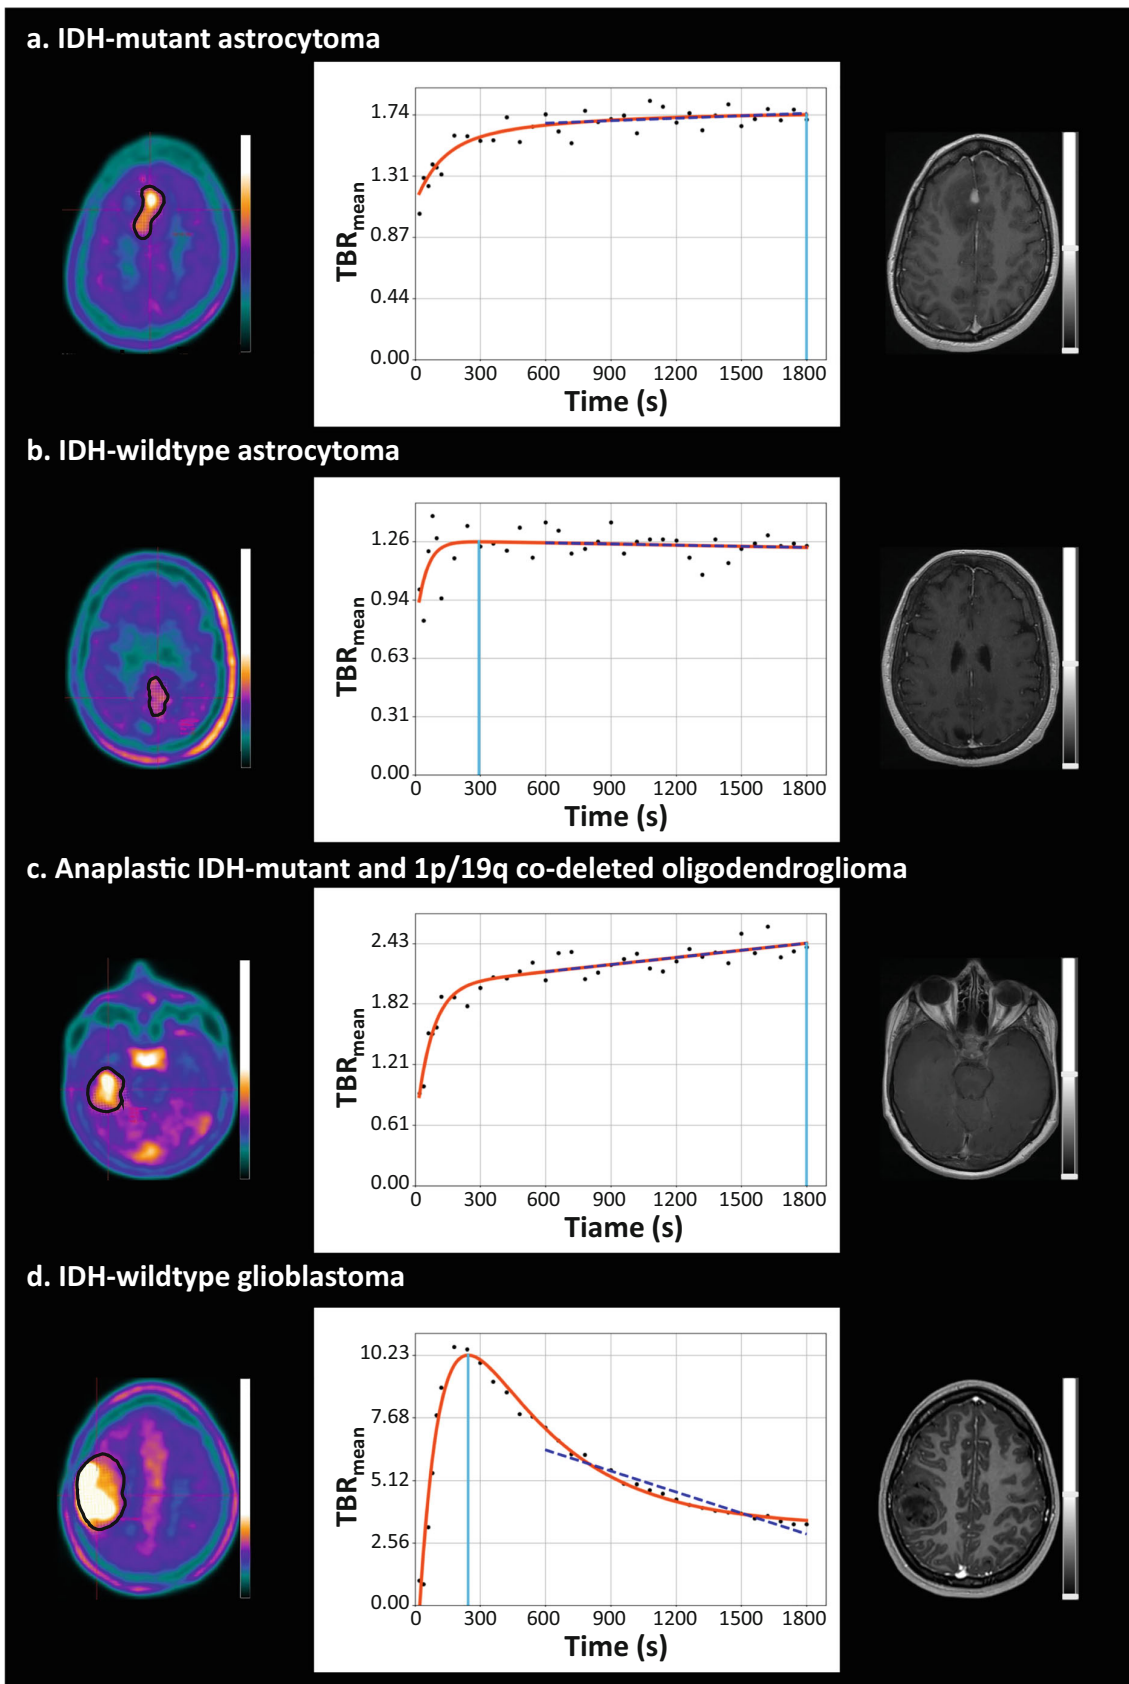 a. IDH-mutant astrocytoma
1.74
1.31
0.87
0.44
0.00
TBRmean
0 300 600 900 1200 1500 1800
Time (s)
b. IDH-wildtype astrocytoma
1.26
0.94
0.63
0.31
0.00
TBRmean
0 300 600 900 1200 1500 1800
Time (s)
c. Anaplastic IDH-mutant and 1p/19q co-deleted oligodendroglioma
2.43
1.82
1.21
0.61
0.00
TBRmean
0 300 600 900 1200 1500 1800
Tiame (s)
d. IDH-wildtype glioblastoma
10.23
7.68
5.12
2.56
0.00
TBRmean
0 300 600 900 1200 1500 1800
Time (s)